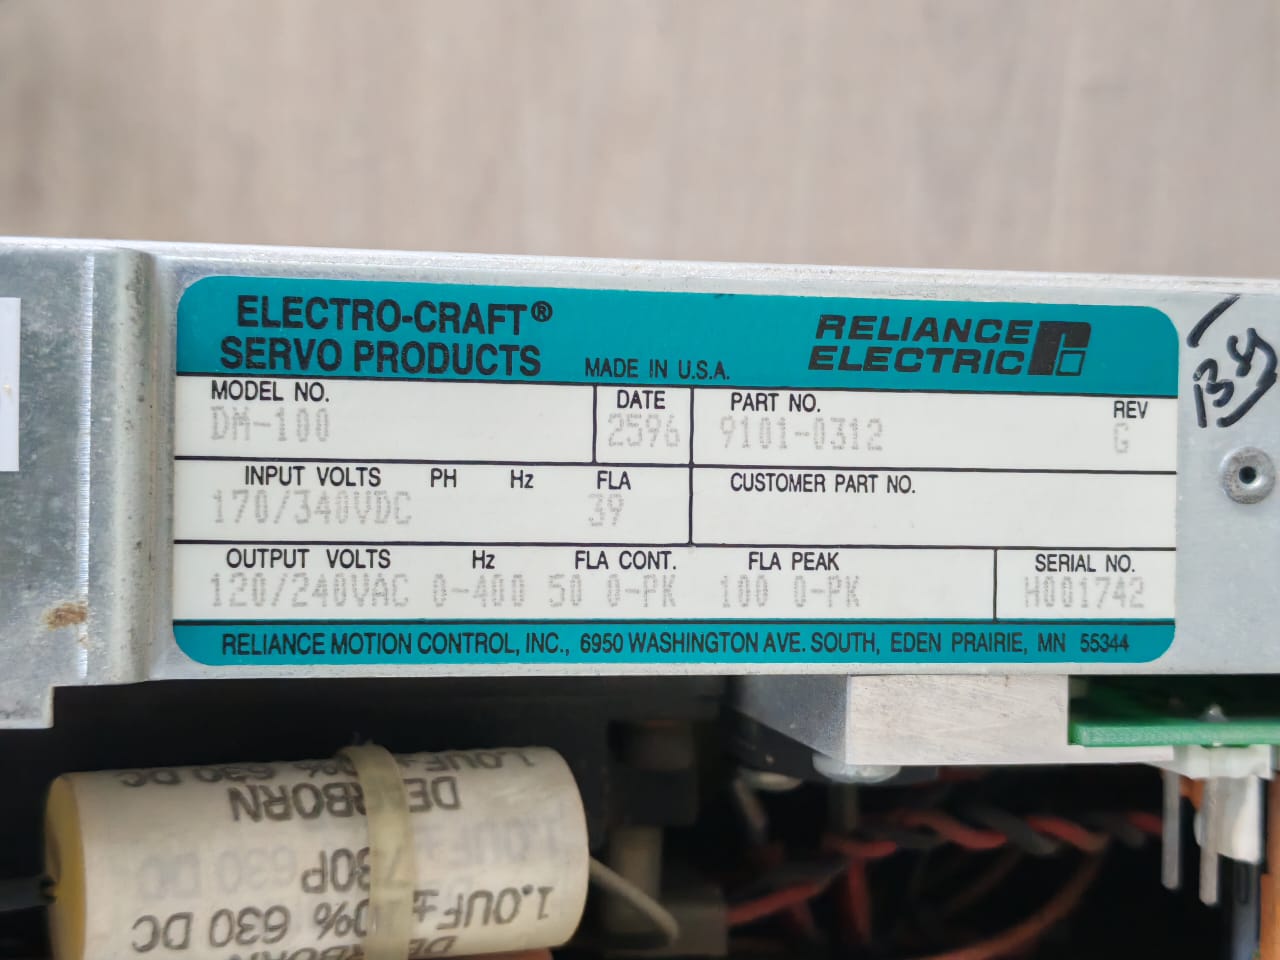 ELECTRO-CRAFT®
SERVO PRODUCTS
MADE IN U.S.A.
RELIANCE
ELECTRIC
MODEL NO. DATE PART NO. REV
DM-100 2596 9101-0312 G
INPUT VOLTS PH Hz FLA CUSTOMER PART NO.
170/340VDC 39
OUTPUT VOLTS Hz FLA CONT. FLA PEAK SERIAL NO.
120/240VAC 0-400 50 0-PK 100 0-PK H001742
RELIANCE MOTION CONTROL, INC., 6950 WASHINGTON AVE. SOUTH, EDEN PRAIRIE, MN 55344
1.0UF± 10% 630 DC
730P